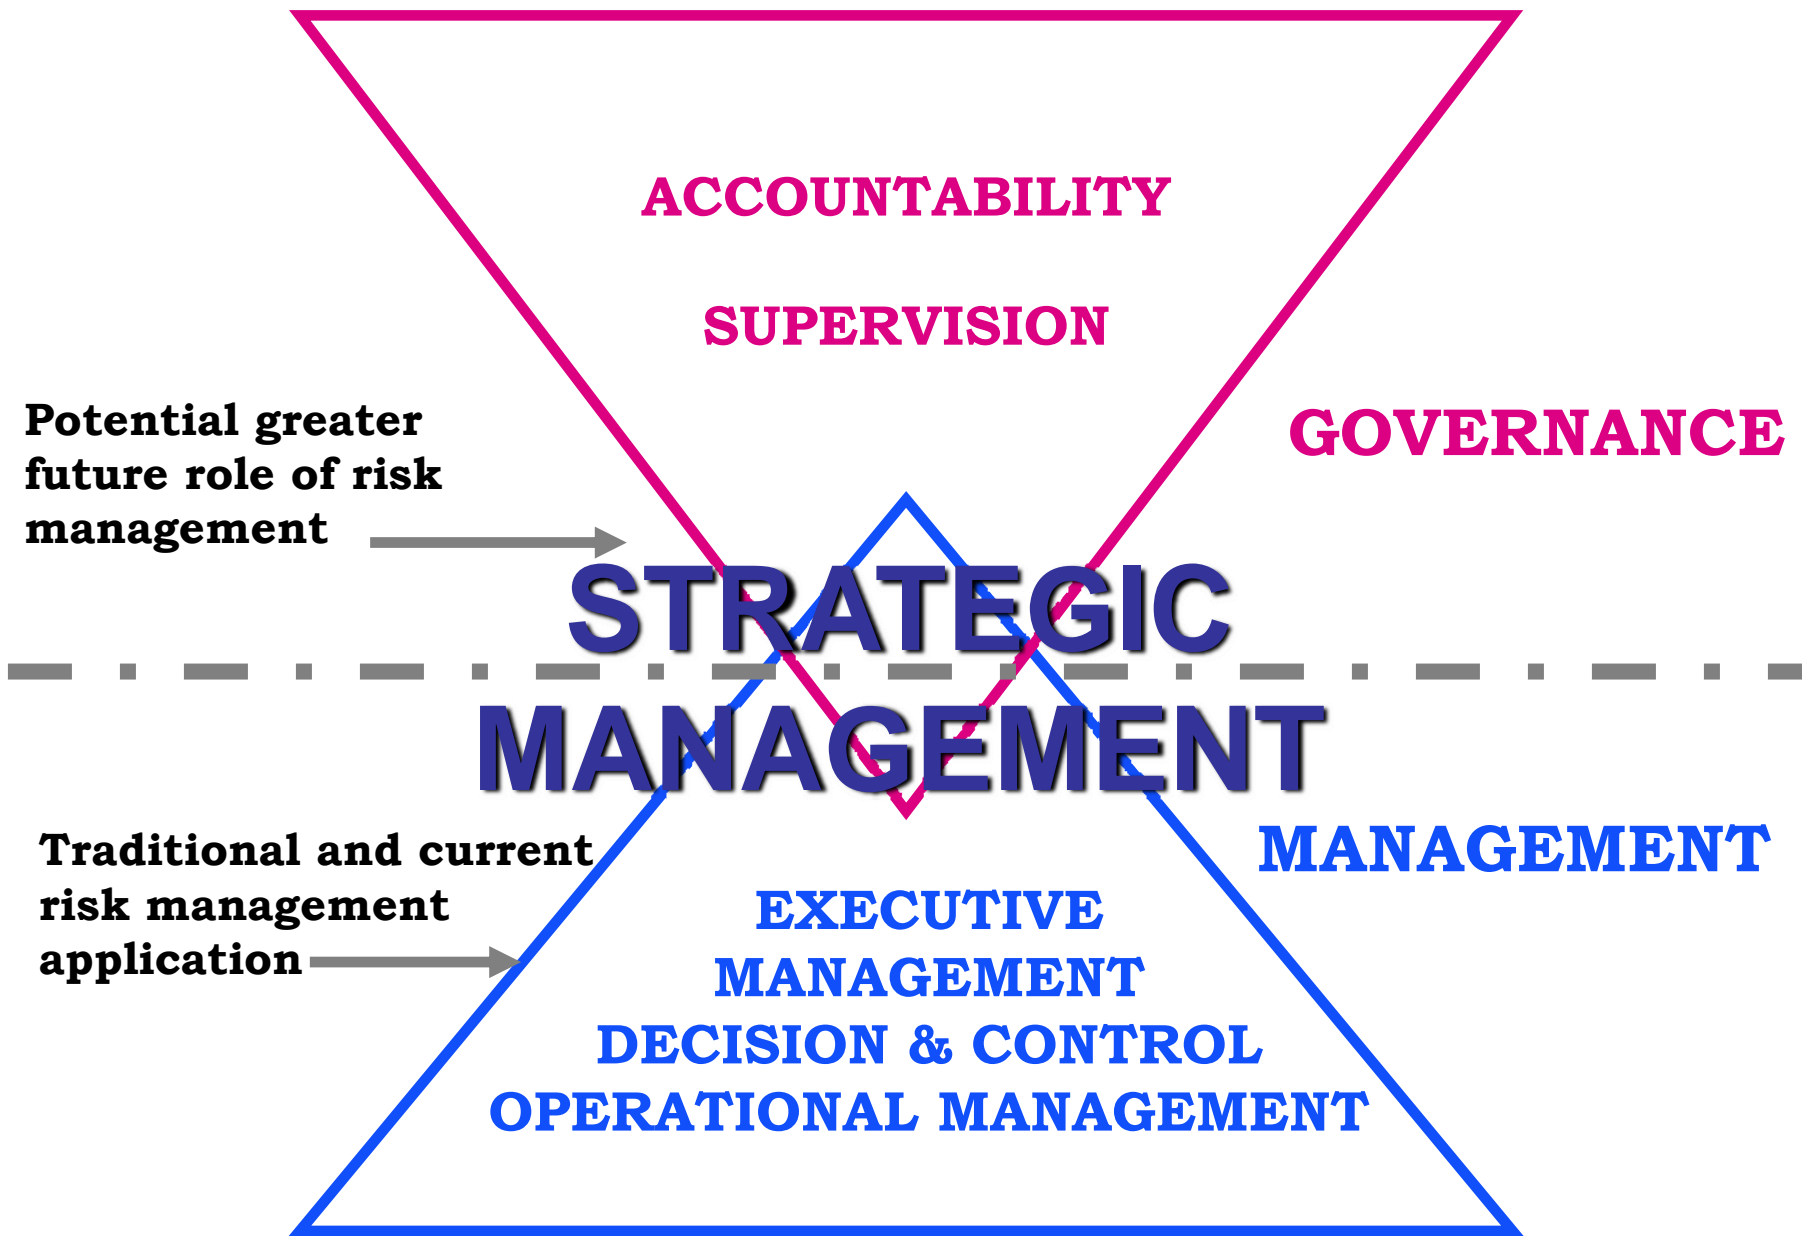 ACCOUNTABILITY
SUPERVISION
Potential greater
future role of risk
management
GOVERNANCE
STRATEGIC
MANAGEMENT
Traditional and current
risk management
application
MANAGEMENT
EXECUTIVE
MANAGEMENT
DECISION & CONTROL
OPERATIONAL MANAGEMENT